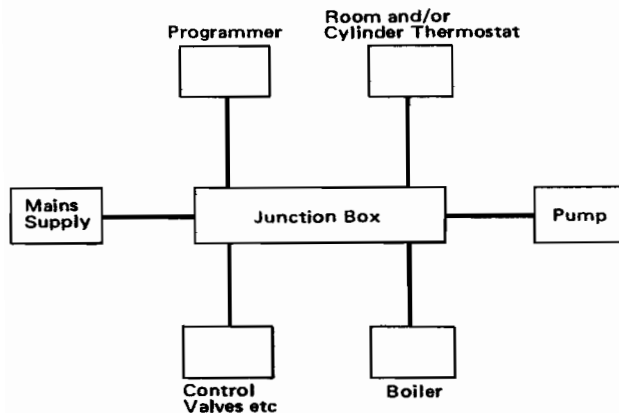 Programmer
Room and/or
Cylinder Thermostat
Mains
Supply
Junction Box
Pump
Control
Valves etc
Boiler